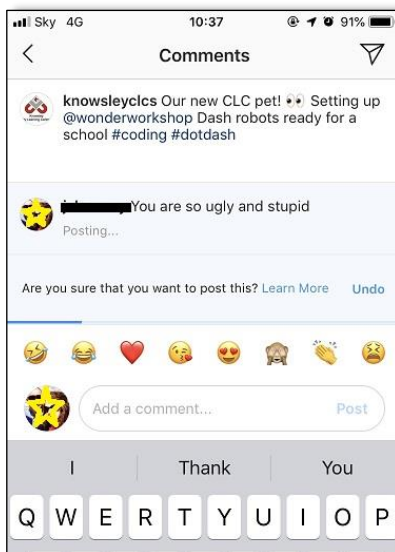 Sky 4G 10:37 91%
Comments
knowsleyclcs Our new CLC pet! 👀 Setting up
@wonderworkshop Dash robots ready for a
school #coding #dotdash
You are so ugly and stupid
Posting...
Are you sure that you want to post this? Learn More Undo
Add a comment... Post
I Thank You
Q W E R T Y U I O P